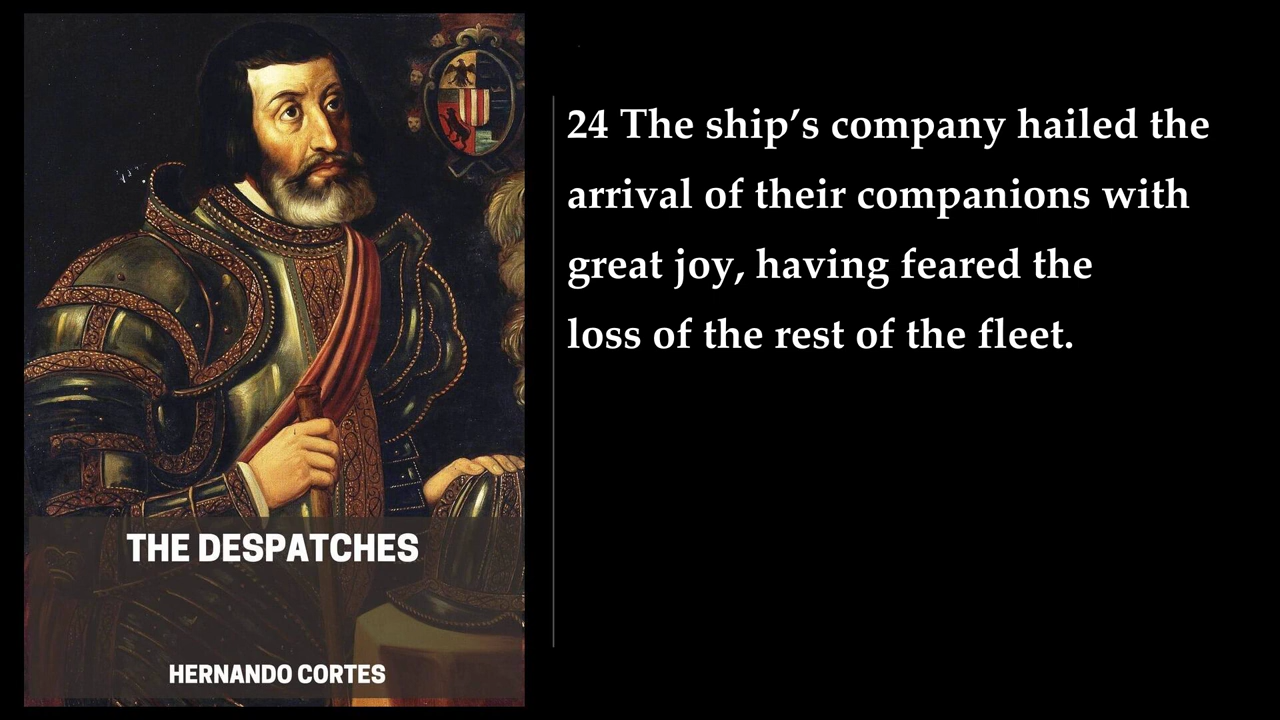 THE DESPATCHES
HERNANDO CORTES
24 The ship’s company hailed the
arrival of their companions with
great joy, having feared the
loss of the rest of the fleet.